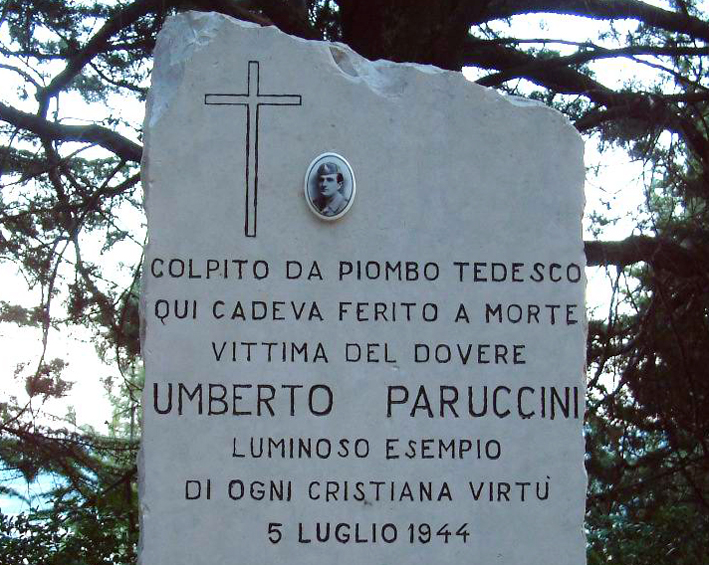 COLPITO DA PIOMBO TEDESCO
QUI CADEVA FERITO A MORTE
VITTIMA DEL DOVERE
UMBERTO PARUCCINI
LUMINOSO ESEMPIO
DI OGNI CRISTIANA VIRTÙ
5 LUGLIO 1944